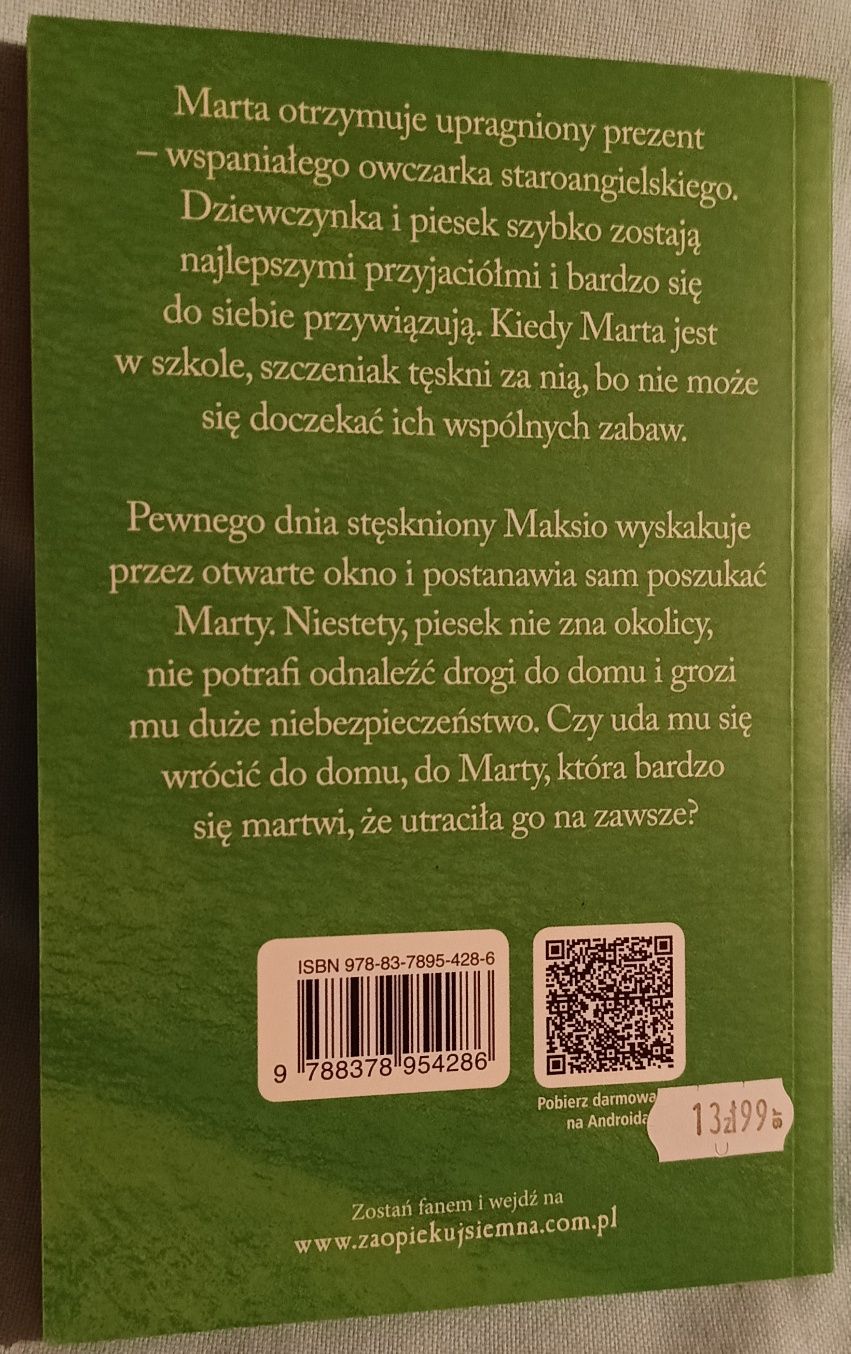 Marta otrzymuje upragniony prezent
– wspaniałego owczarka staroangielskiego.
Dziewczynka i piesek szybko zostają
najlepszymi przyjaciółmi i bardzo się
do siebie przywiązują. Kiedy Marta jest
w szkole, szczeniak tęskni za nią, bo nie może
się doczekać ich wspólnych zabaw.
Pewnego dnia stęskniony Maksio wyskakuje
przez otwarte okno i postanawia sam poszukać
Marty. Niestety, piesek nie zna okolicy,
nie potrafi odnaleźć drogi do domu i grozi
mu duże niebezpieczeństwo. Czy uda mu się
wrócić do domu, do Marty, która bardzo
się martwi, że utraciła go na zawsze?
ISBN 978-83-7895-428-6
9 788378 954286
Pobierz darmowa
na Androida
13zł99
Zostań fanem i wejdź na
www.zaopiekujsiemna.com.pl